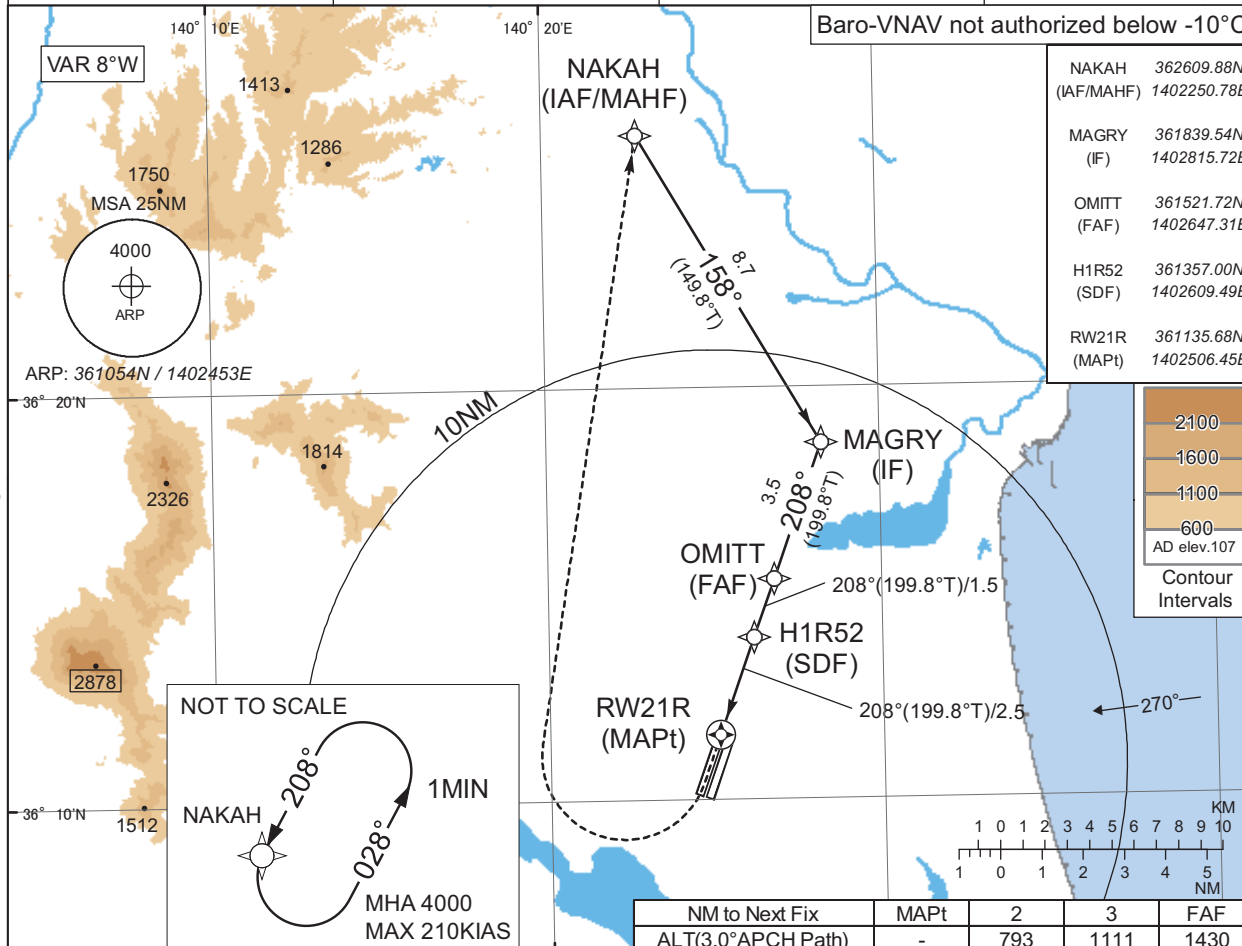 140° 10'E
140° 20'E
Baro-VNAV not authorized below -10°C
VAR 8°W
NAKAH
(IAF/MAHF)
362609.88N
1402250.78E
MAGRY
(IF)
361839.54N
1402815.72E
OMITT
(FAF)
361521.72N
1402647.31E
H1R52
(SDF)
361357.00N
1402609.49E
RW21R
(MAPt)
361135.68N
1402506.45E
1413
1286
1750
MSA 25NM
4000
ARP
ARP: 361054N / 1402453E
NAKAH
(IAF/MAHF)
8.7
158°
(149.8°T)
36° 20'N
10NM
1814
2326
MAGRY
(IF)
3.5
208°
(199.8°T)
2100
1600
1100
600
AD elev.107
Contour
Intervals
OMITT
(FAF)
208°(199.8°T)/1.5
H1R52
(SDF)
208°(199.8°T)/2.5
RW21R
(MAPt)
270°
2878
36° 10'N
1512
NOT TO SCALE
208°
1MIN
NAKAH
028°
MHA 4000
MAX 210KIAS
KM
1 0 1 2 3 4 5 6 7 8 9 10
1 0 1 2 3 4 5
NM
NM to Next Fix MAPt 2 3 FAF
ALT(3.0°APCH Path) - 793 1111 1430